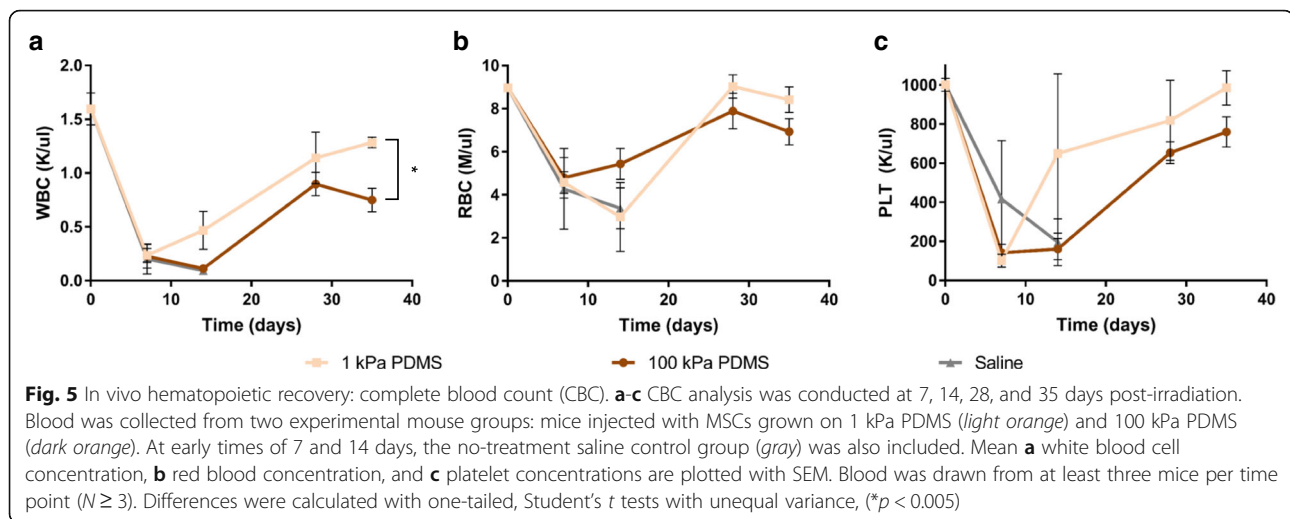 a
b
c
2.0
1.5
1.0
0.5
0.0
WBC (K/ul)
*
0 10 20 30 40
Time (days)
10
8
6
4
2
0
RBC (M/ul)
0 10 20 30 40
Time (days)
1000
800
600
400
200
0
PLT (K/ul)
0 10 20 30 40
Time (days)
1 kPa PDMS 100 kPa PDMS Saline
Fig. 5 In vivo hematopoietic recovery: complete blood count (CBC). a-c CBC analysis was conducted at 7, 14, 28, and 35 days post-irradiation.
Blood was collected from two experimental mouse groups: mice injected with MSCs grown on 1 kPa PDMS (light orange) and 100 kPa PDMS
(dark orange). At early times of 7 and 14 days, the no-treatment saline control group (gray) was also included. Mean a white blood cell
concentration, b red blood concentration, and c platelet concentrations are plotted with SEM. Blood was drawn from at least three mice per time
point (N ≥ 3). Differences were calculated with one-tailed, Student's t tests with unequal variance, (*p < 0.005)